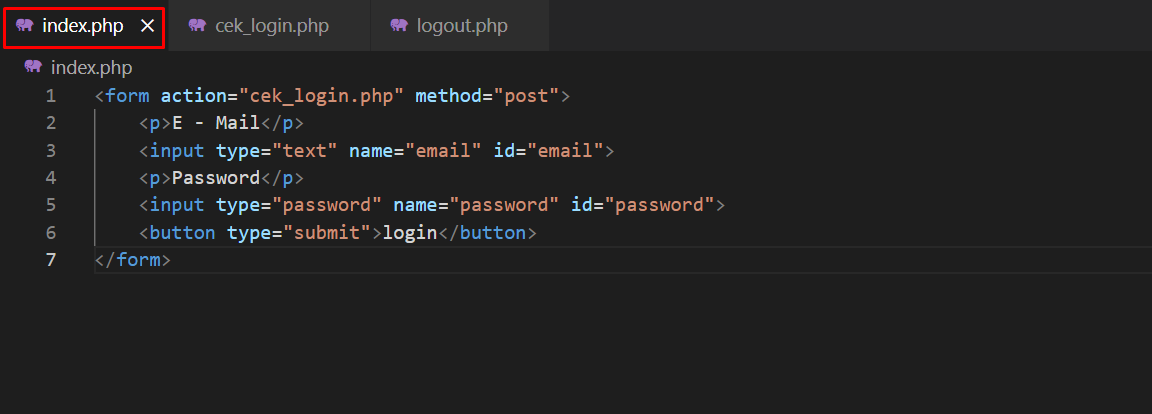 index.php cek_login.php logout.php
index.php
1 <form action="cek_login.php" method="post">
2 <p>E - Mail</p>
3 <input type="text" name="email" id="email">
4 <p>Password</p>
5 <input type="password" name="password" id="password">
6 <button type="submit">login</button>
7 </form>